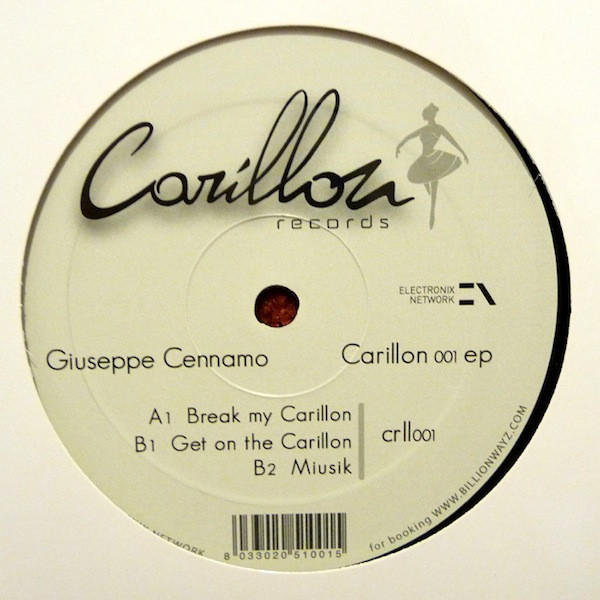 Carillon
records
ELECTRONIX
NETWORK
Giuseppe Cennamo
Carillon 001 ep
A1 Break my Carillon
B1 Get on the Carillon
B2 Miusik
crll001
for booking WWW.BILLIONWAYZ.COM
NETWORK
8 033020 510015